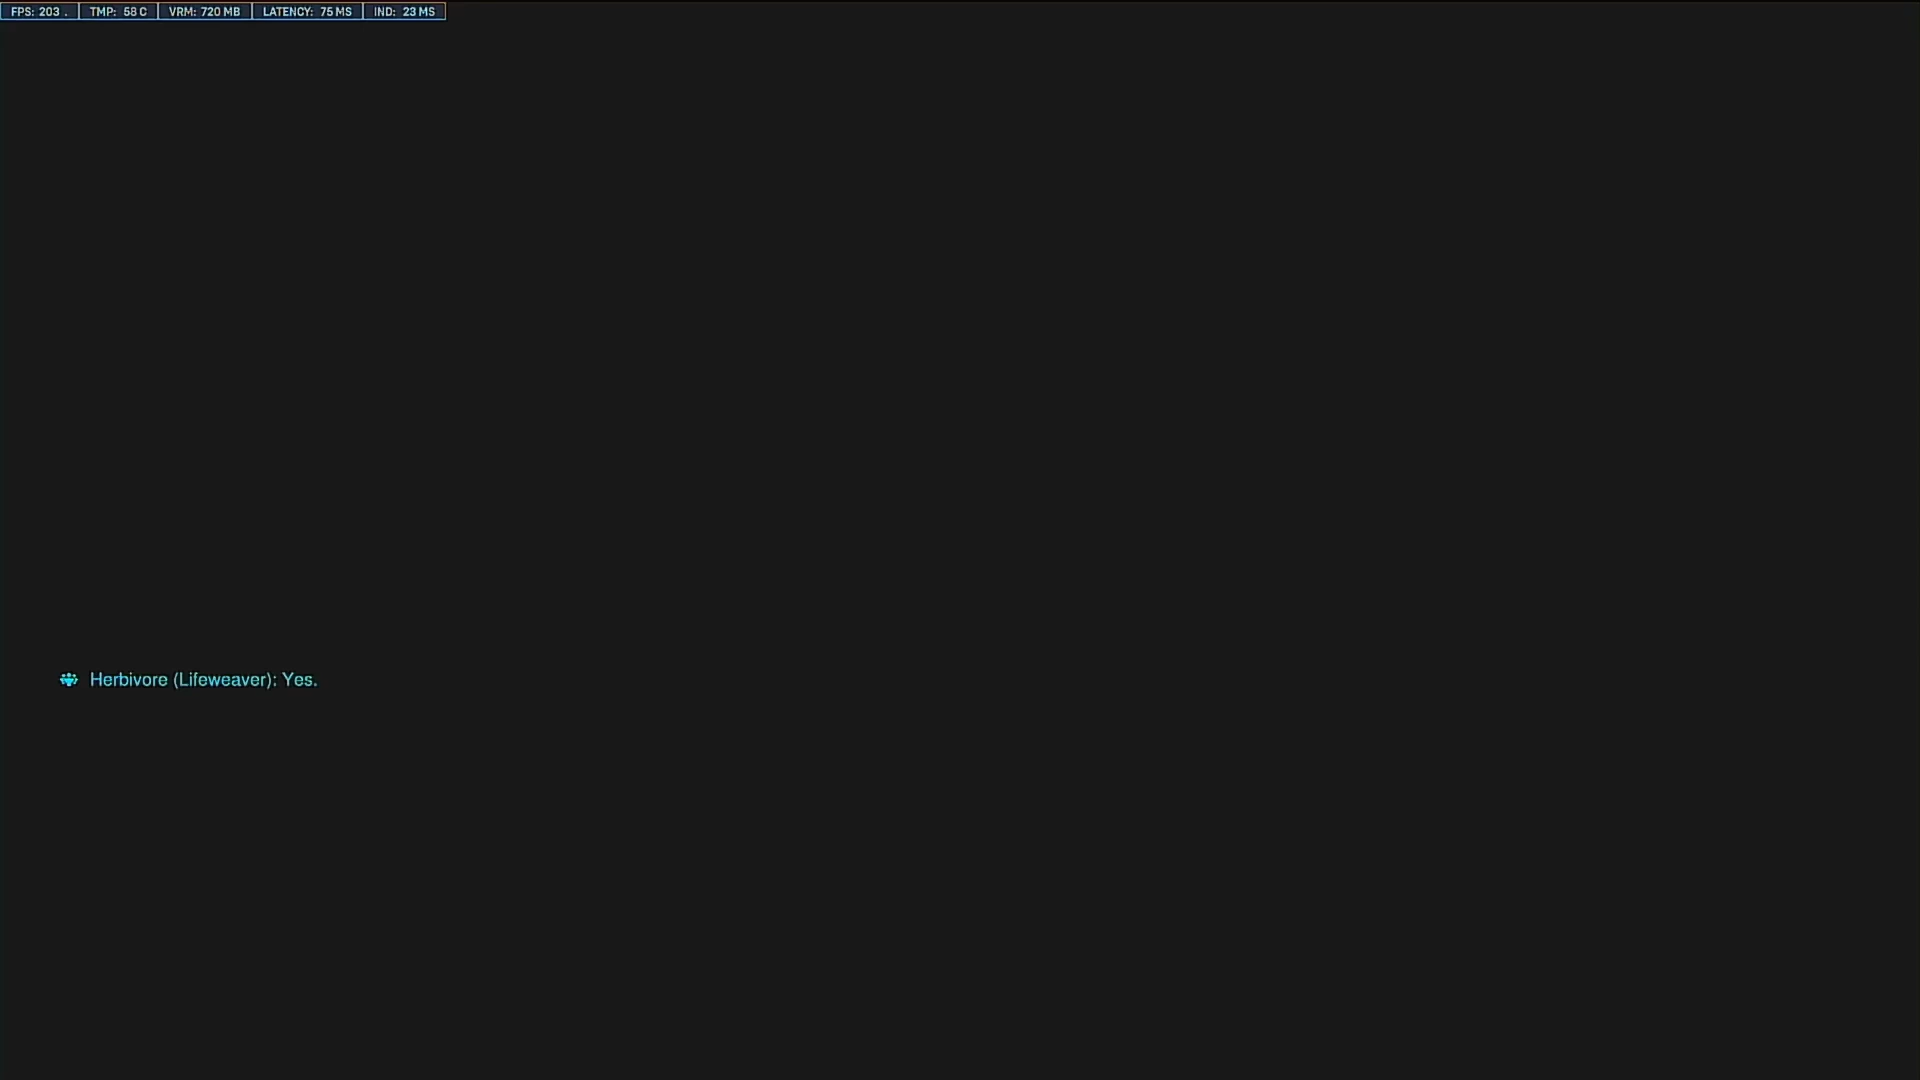 FPS: 203 . TMP: 58 C VRM: 720 MB LATENCY: 75 MS IND: 23 MS
Herbivore (Lifeweaver): Yes.